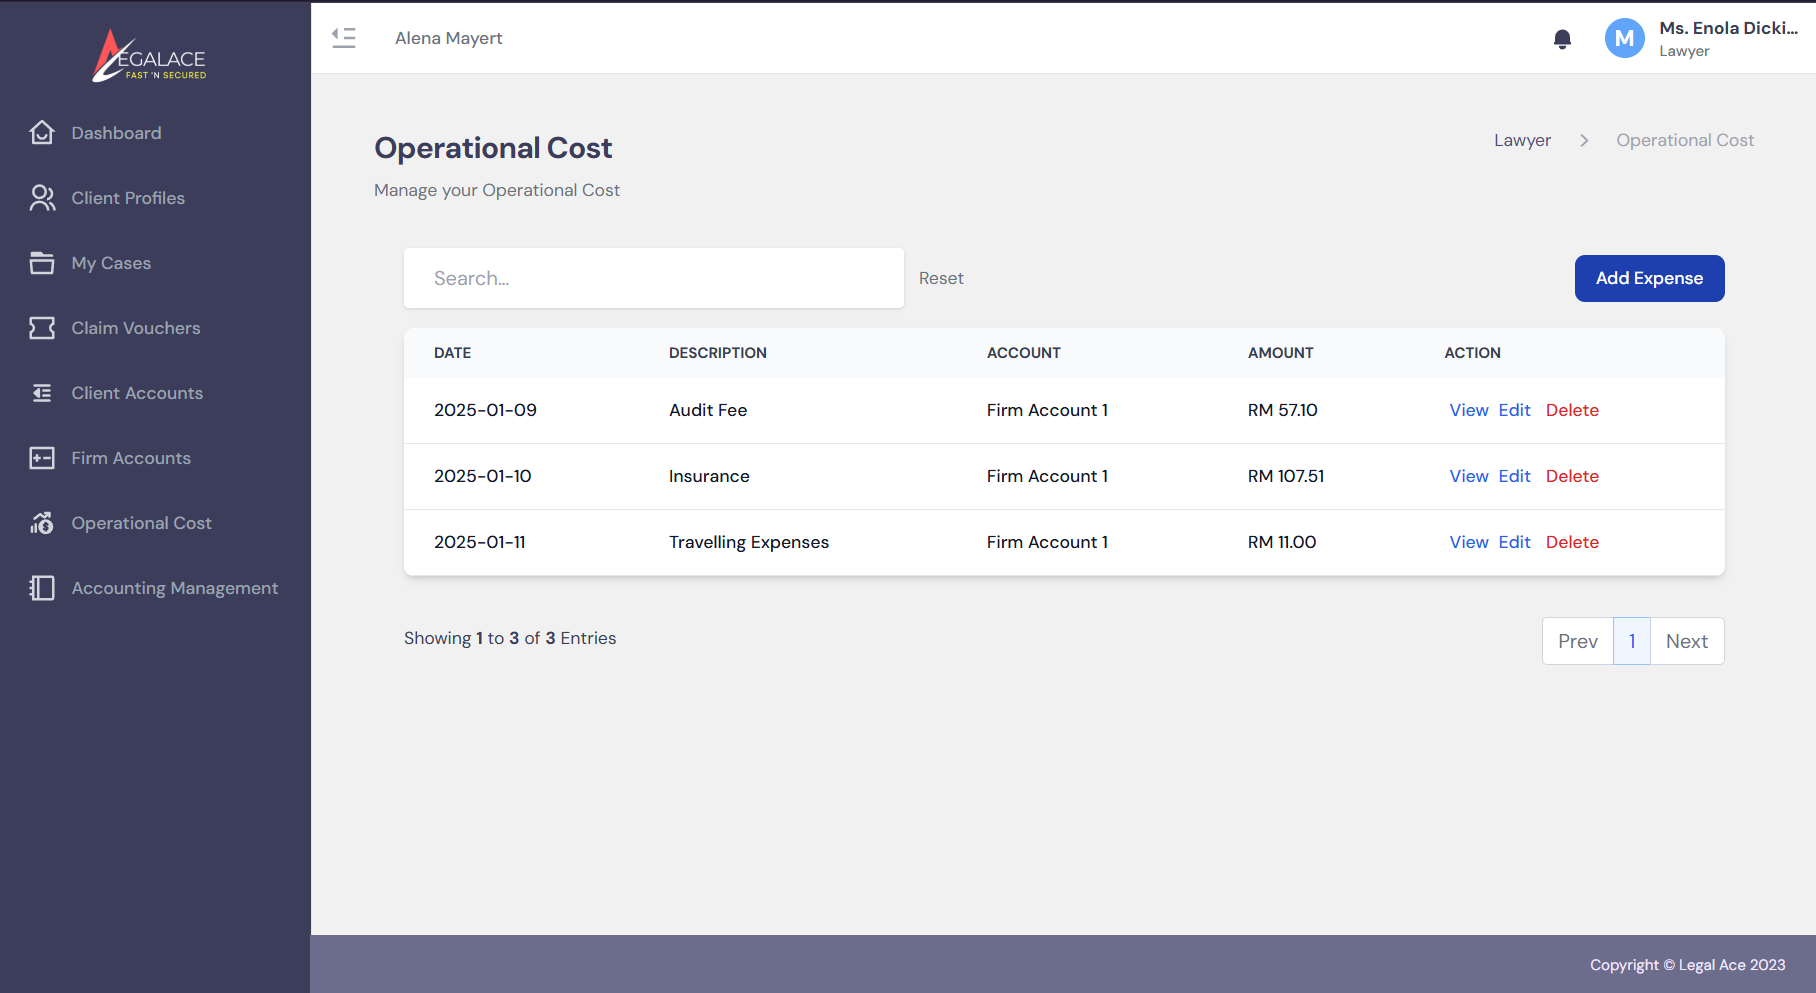 EGALACE
FAST 'N SECURED
Dashboard
Client Profiles
My Cases
Claim Vouchers
Client Accounts
Firm Accounts
Operational Cost
Accounting Management
Alena Mayert
M
Ms. Enola Dicki...
Lawyer
Operational Cost
Manage your Operational Cost
Lawyer > Operational Cost
Search...
Reset
Add Expense
DATE DESCRIPTION ACCOUNT AMOUNT ACTION
2025-01-09 Audit Fee Firm Account 1 RM 57.10 View Edit Delete
2025-01-10 Insurance Firm Account 1 RM 107.51 View Edit Delete
2025-01-11 Travelling Expenses Firm Account 1 RM 11.00 View Edit Delete
Showing 1 to 3 of 3 Entries
Prev 1 Next
Copyright © Legal Ace 2023